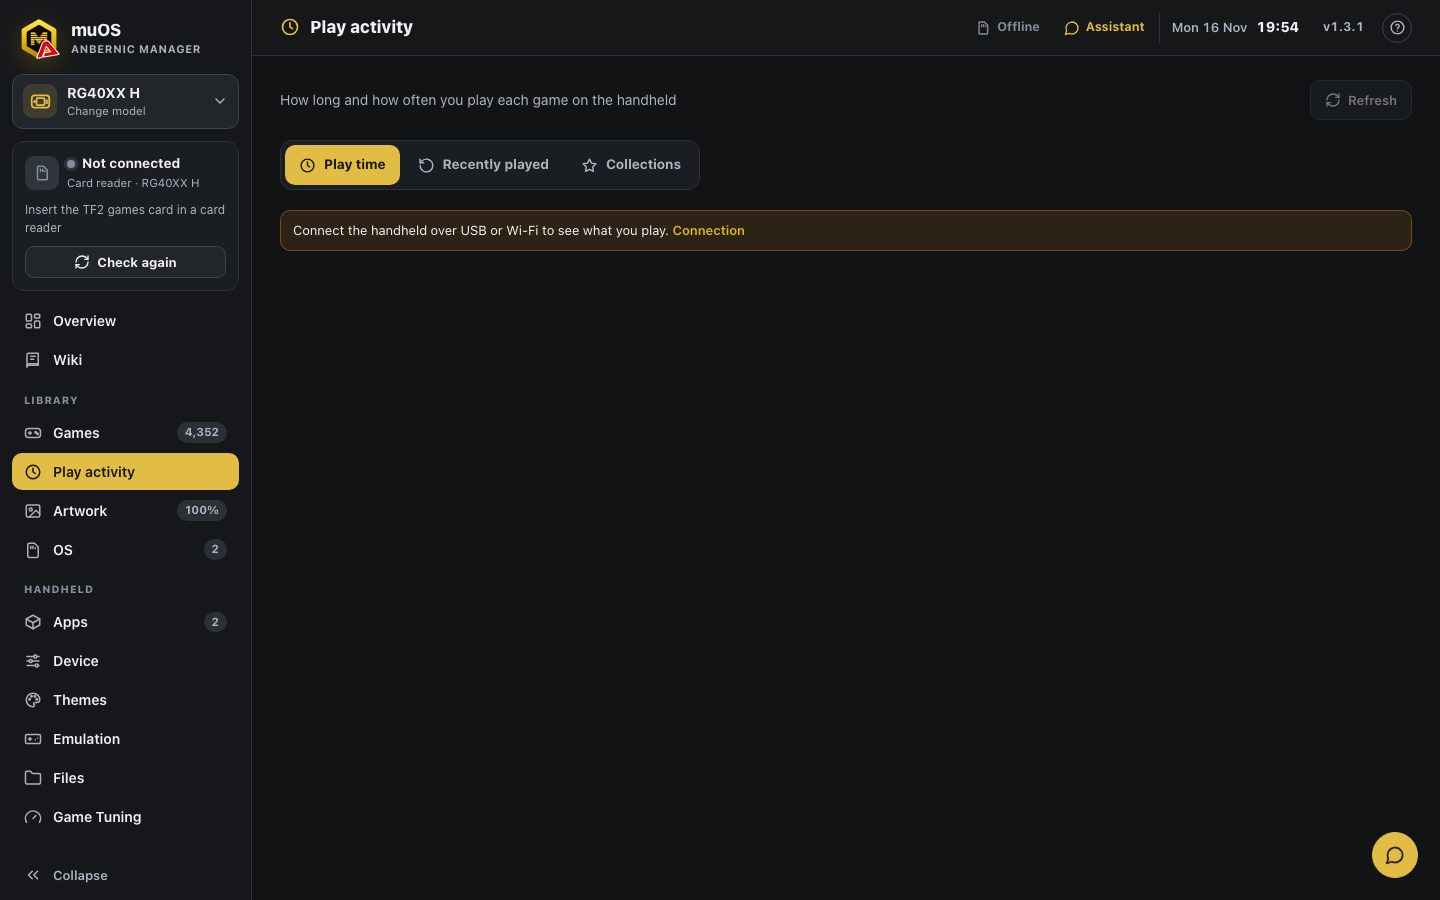 muOS
ANBERNIC MANAGER
RG40XX H
Change model
Not connected
Card reader · RG40XX H
Insert the TF2 games card in a card
reader
Check again
Overview
Wiki
LIBRARY
Games 4,352
Play activity
Artwork 100%
OS 2
HANDHELD
Apps 2
Device
Themes
Emulation
Files
Game Tuning
Collapse
Play activity
Offline
Assistant
Mon 16 Nov 19:54
v1.3.1
How long and how often you play each game on the handheld
Refresh
Play time
Recently played
Collections
Connect the handheld over USB or Wi-Fi to see what you play. Connection